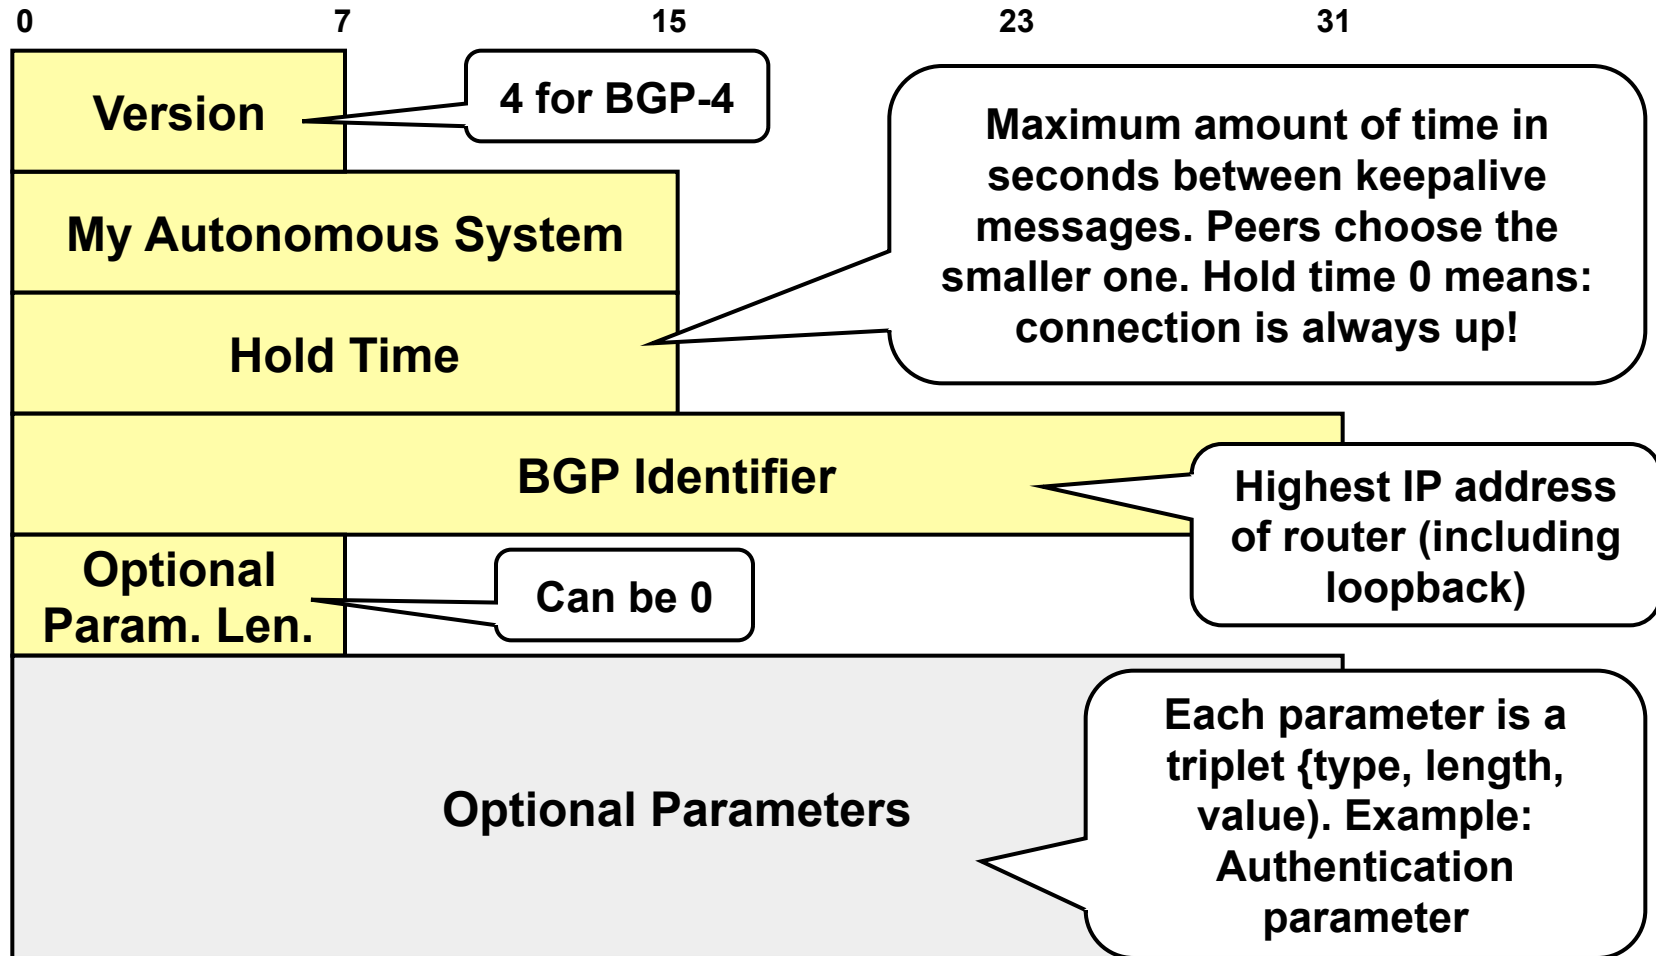 0 7 15 23 31
Version
4 for BGP-4
Maximum amount of time in
seconds between keepalive
messages. Peers choose the
smaller one. Hold time 0 means:
connection is always up!
My Autonomous System
Hold Time
BGP Identifier
Highest IP address
of router (including
loopback)
Optional
Param. Len.
Can be 0
Optional Parameters
Each parameter is a
triplet {type, length,
value). Example:
Authentication
parameter